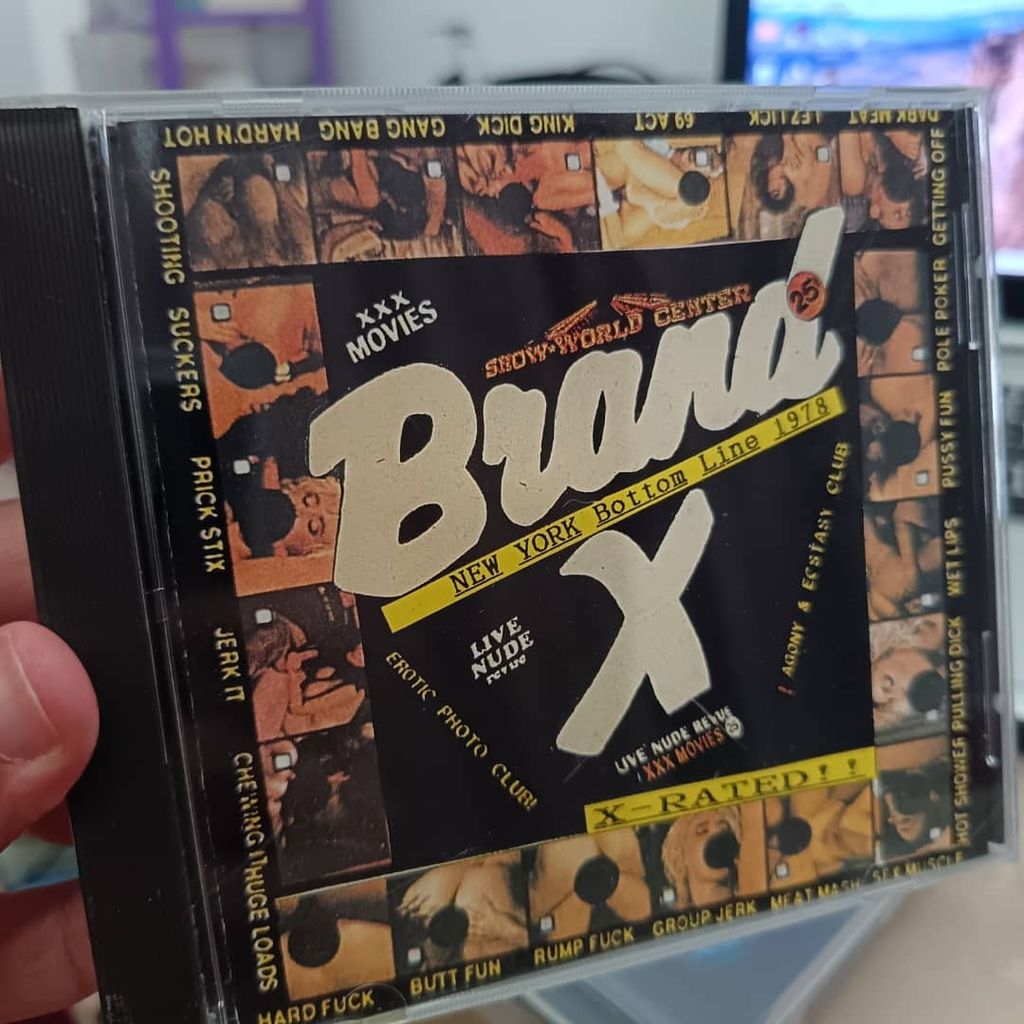 HARD'N HOT GANG BANG KING DICK 69 ACT LEZ LICK DARK MEAT
SHOOTING SUCKERS PRICK STIX JERK IT CHEWING HUGE LOADS
XXX
MOVIES
SHOW★WORLD CENTER
25
Brand
NEW YORK Bottom Line 1978
X
LIVE
NUDE
revue
EROTIC PHOTO CLUB!
! AGONY & ECSTASY CLUB
LIVE NUDE REVUE
XXX MOVIES 25
X-RATED!!
HOT SHOWER PULLING DICK WET LIPS PUSSY FUN POLE POKER GETTING OFF
HARD FUCK BUTT FUN RUMP FUCK GROUP JERK MEAT MASH SEX MUSCLE